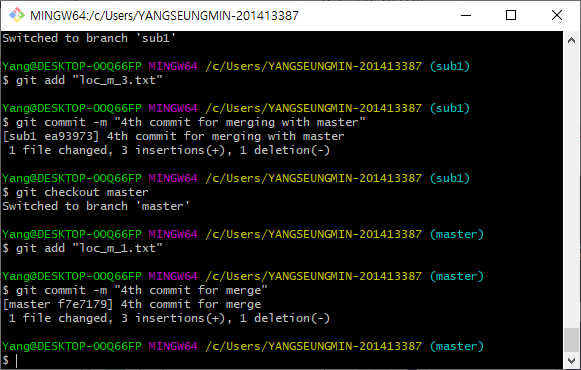 MINGW64:/c/Users/YANGSEUNGMIN-201413387
Switched to branch 'sub1'
Yang@DESKTOP-OOQ66FP MINGW64 /c/Users/YANGSEUNGMIN-201413387 (sub1)
$ git add "loc_m_3.txt"
Yang@DESKTOP-OOQ66FP MINGW64 /c/Users/YANGSEUNGMIN-201413387 (sub1)
$ git commit -m "4th commit for merging with master"
[sub1 ea93973] 4th commit for merging with master
 1 file changed, 3 insertions(+), 1 deletion(-)
Yang@DESKTOP-OOQ66FP MINGW64 /c/Users/YANGSEUNGMIN-201413387 (sub1)
$ git checkout master
Switched to branch 'master'
Yang@DESKTOP-OOQ66FP MINGW64 /c/Users/YANGSEUNGMIN-201413387 (master)
$ git add "loc_m_1.txt"
Yang@DESKTOP-OOQ66FP MINGW64 /c/Users/YANGSEUNGMIN-201413387 (master)
$ git commit -m "4th commit for merge"
[master f7e7179] 4th commit for merge
 1 file changed, 3 insertions(+), 1 deletion(-)
Yang@DESKTOP-OOQ66FP MINGW64 /c/Users/YANGSEUNGMIN-201413387 (master)
$